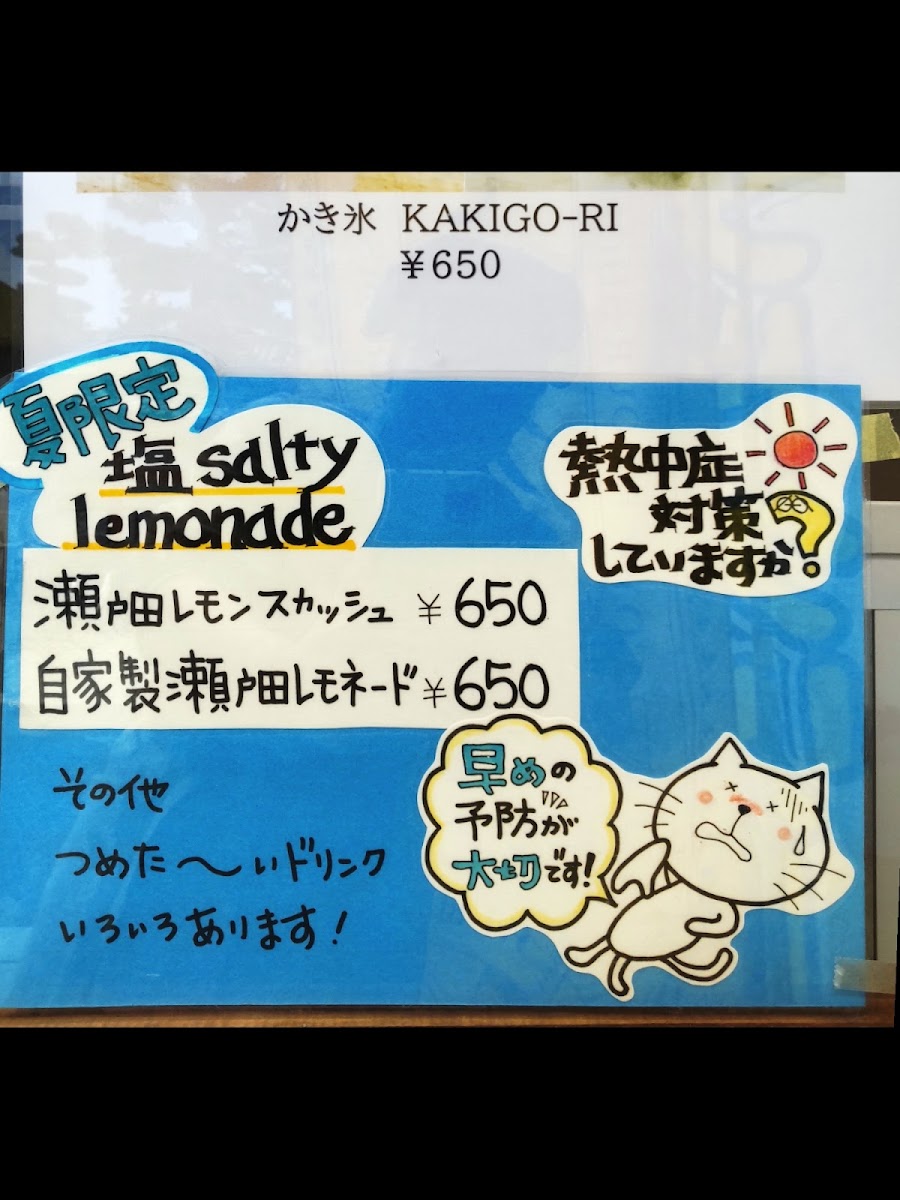 かき氷 KAKIGO-RI
¥650
夏限定
塩 salty
lemonade
熱中症
対策
していますか?
瀬戸田レモンスカッシュ ¥650
自家製瀬戸田レモネード ¥650
早めの
予防が
大切です!
その他
つめた〜いドリンク
いろいろあります!